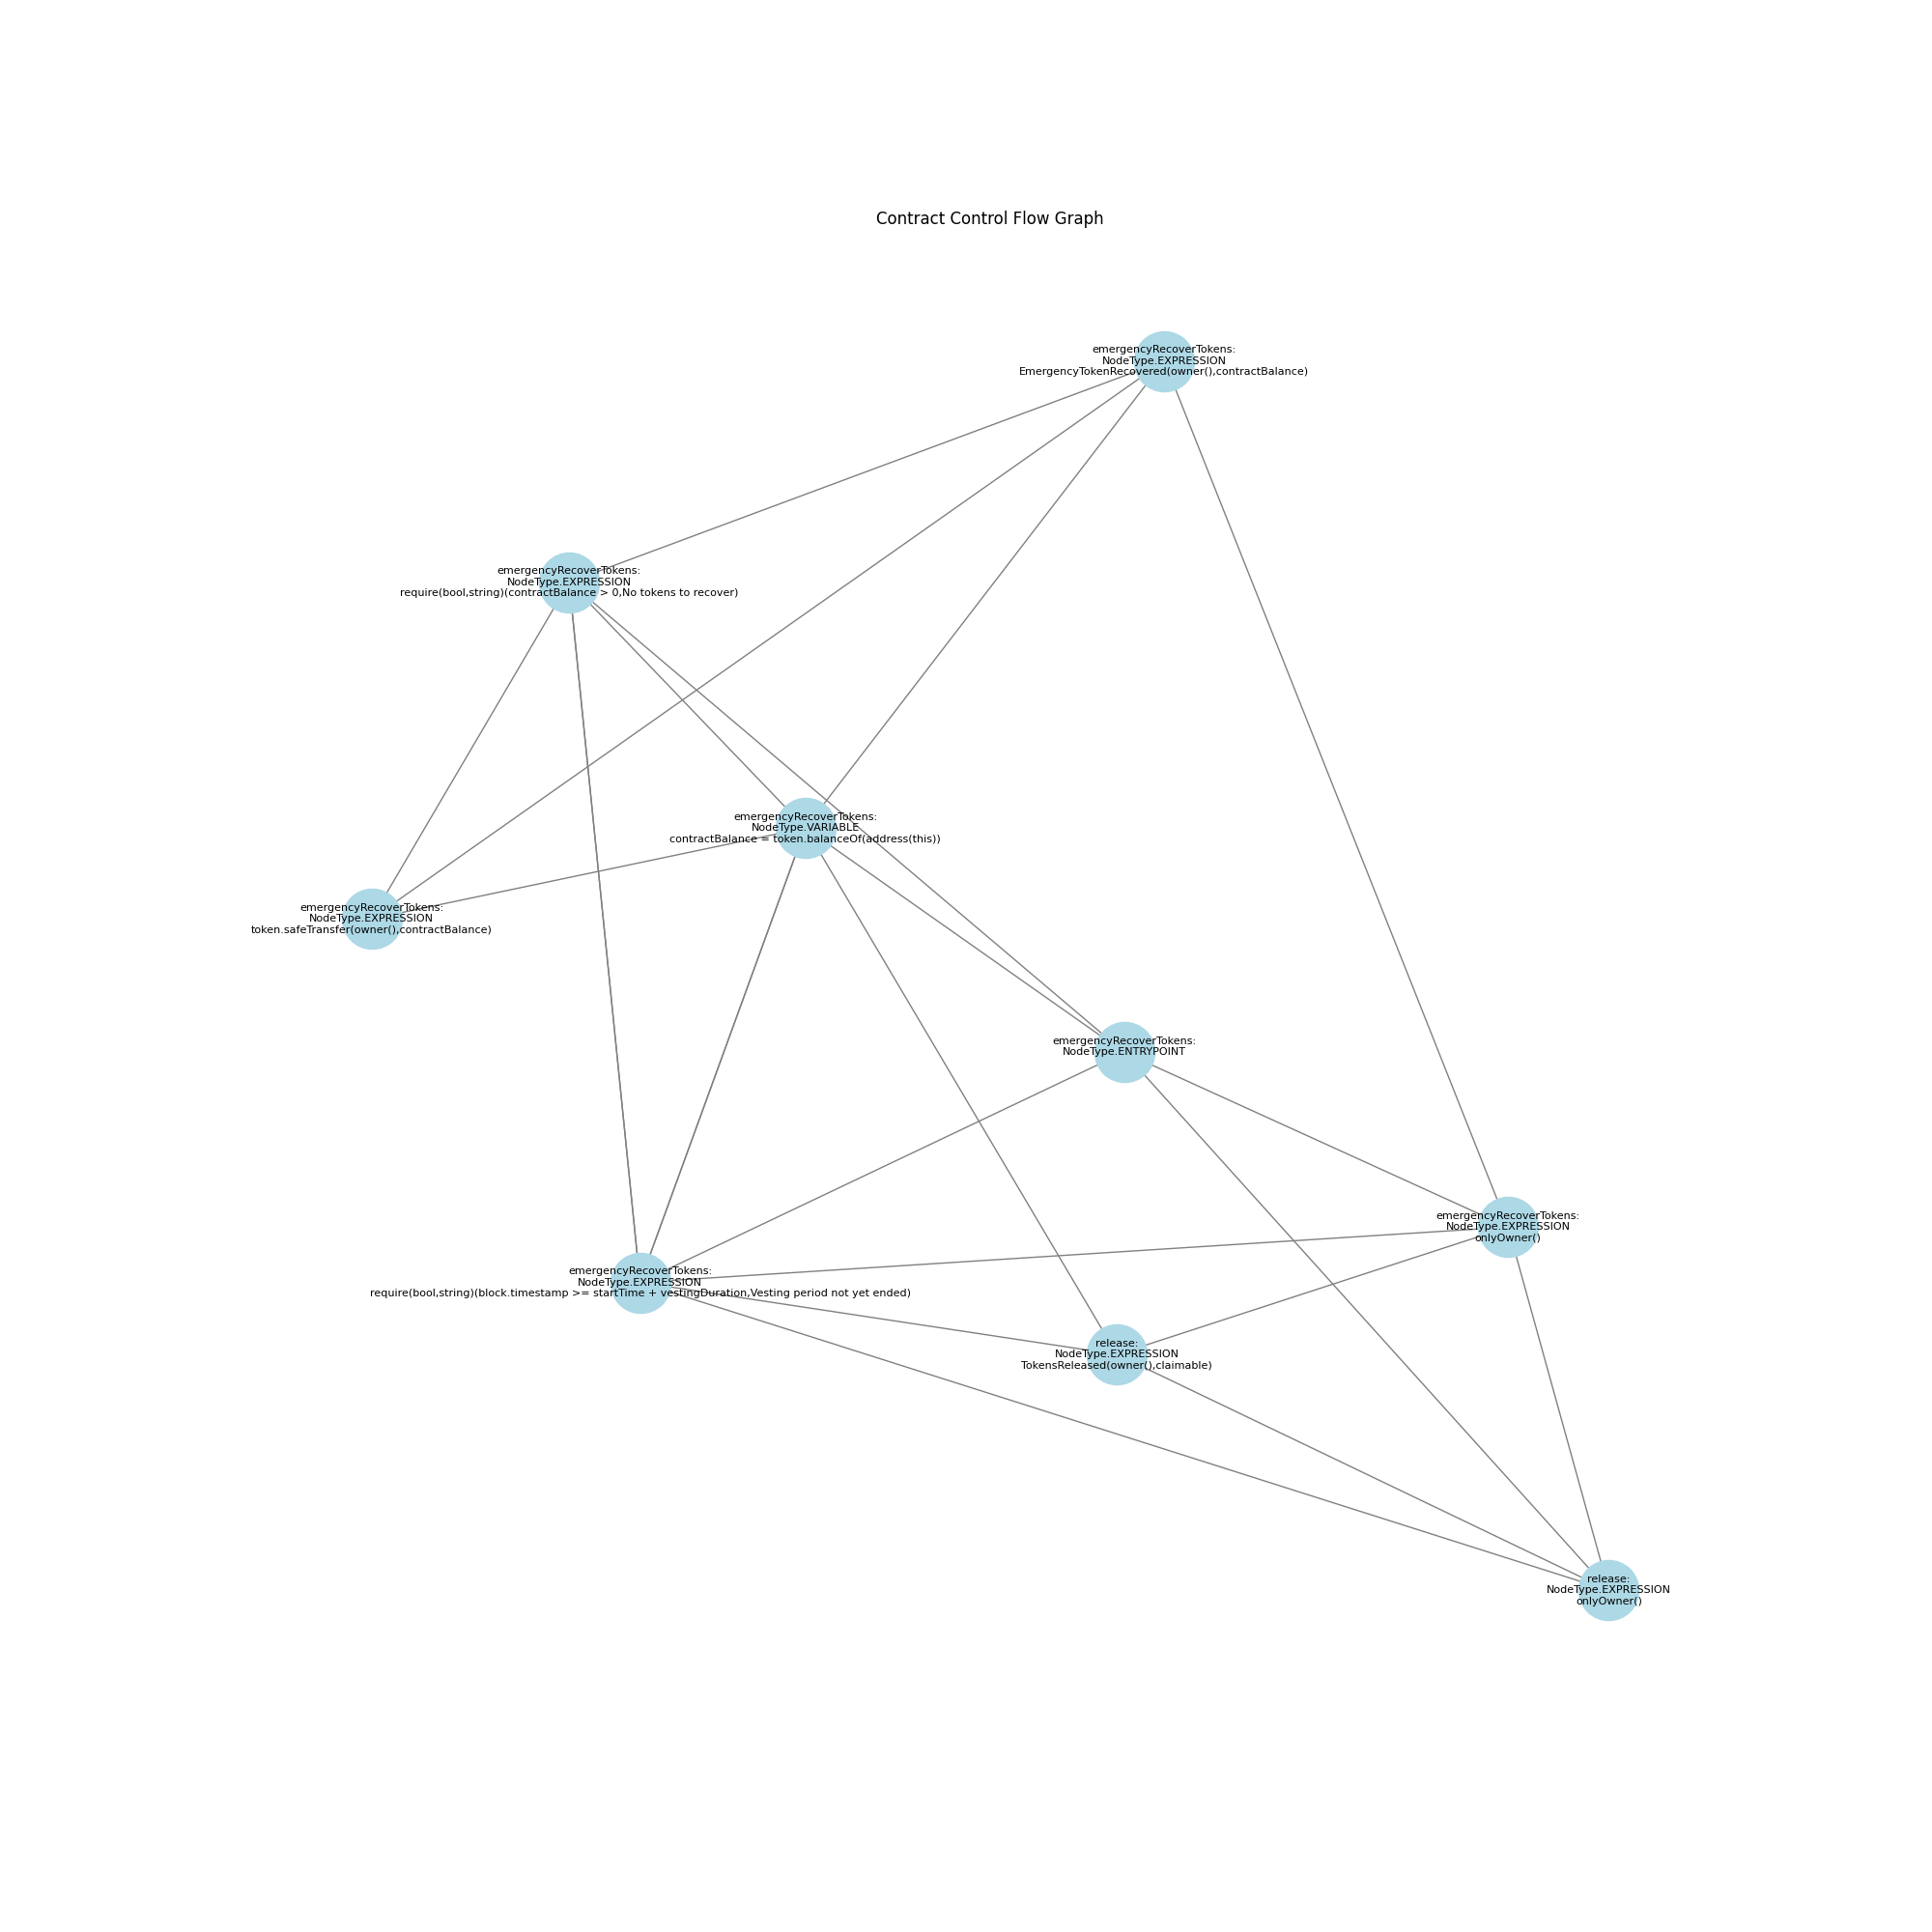 Contract Control Flow Graph
emergencyRecoverTokens:
NodeType.EXPRESSION
EmergencyTokenRecovered(owner(),contractBalance)
emergencyRecoverTokens:
NodeType.EXPRESSION
require(bool,string)(contractBalance > 0,No tokens to recover)
emergencyRecoverTokens:
NodeType.VARIABLE
contractBalance = token.balanceOf(address(this))
emergencyRecoverTokens:
NodeType.EXPRESSION
token.safeTransfer(owner(),contractBalance)
emergencyRecoverTokens:
NodeType.ENTRYPOINT
emergencyRecoverTokens:
NodeType.EXPRESSION
onlyOwner()
emergencyRecoverTokens:
NodeType.EXPRESSION
require(bool,string)(block.timestamp >= startTime + vestingDuration,Vesting period not yet ended)
release:
NodeType.EXPRESSION
TokensReleased(owner(),claimable)
release:
NodeType.EXPRESSION
onlyOwner()